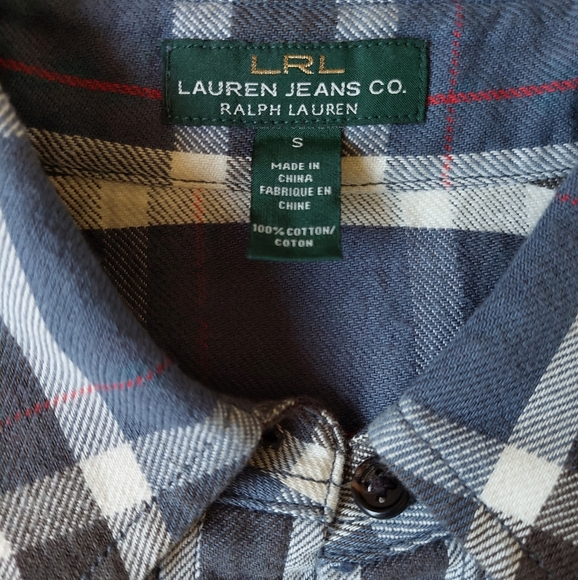 LRL
LAUREN JEANS CO.
RALPH LAUREN
S
MADE IN
CHINA
FABRIQUE EN
CHINE
100% COTTON/
COTON